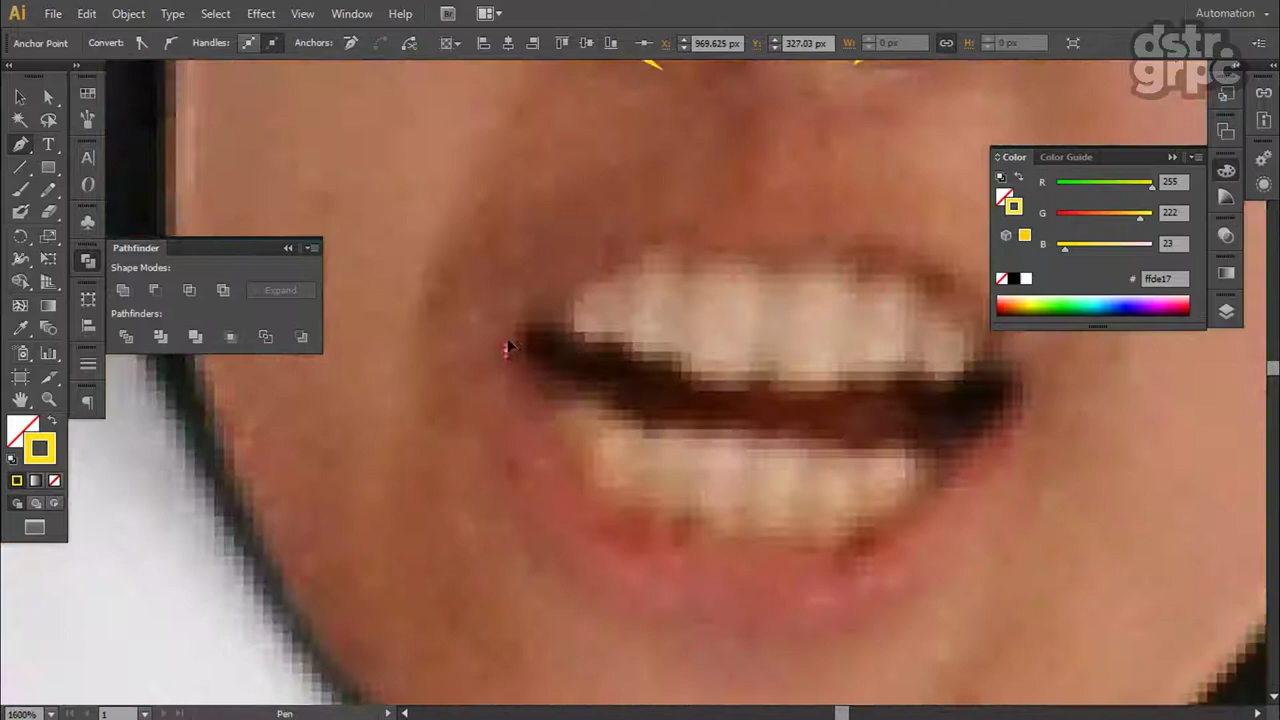 Ai File Edit Object Type Select Effect View Window Help Br Automation
Anchor Point Convert: Handles: Anchors: X: 969.625 px Y: 327.03 px W: 0 px H: 0 px
dstr.
grpc
Color Color Guide
R 255
G 222
B 23
# ffde17
Pathfinder
Shape Modes:
Expand
Pathfinders:
1600% 1 Pen